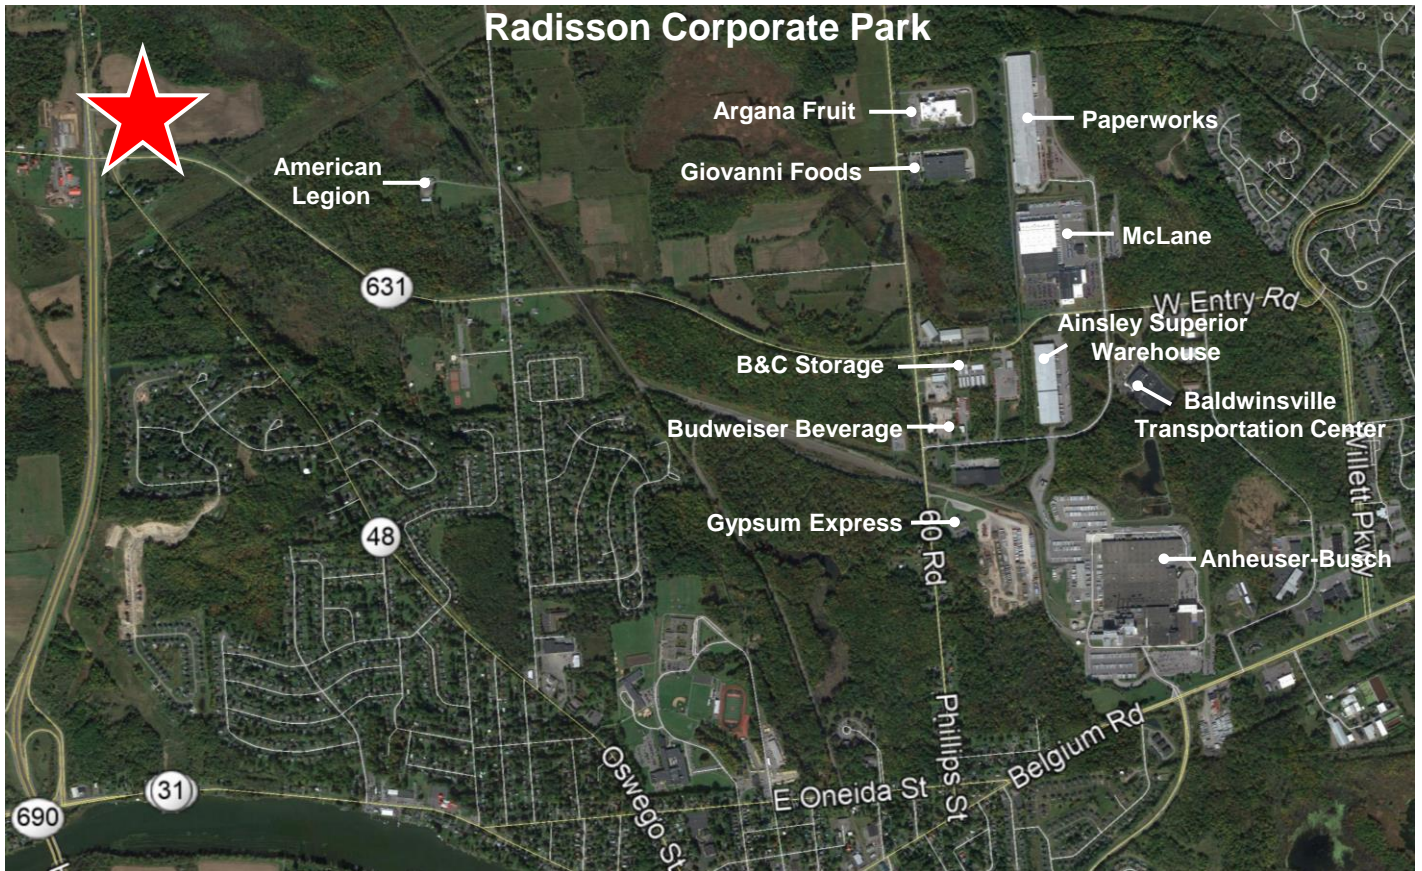 Radisson Corporate Park
Argana Fruit
Paperworks
American
Legion
Giovanni Foods
McLane
631
W Entry Rd
Ainsley Superior
Warehouse
B&C Storage
Baldwinsville
Transportation Center
Budweiser Beverage
Willett Pkwy
Gypsum Express
48
60 Rd
Anheuser-Busch
Phillips St
Belgium Rd
Oswego St
E Oneida St
31
690